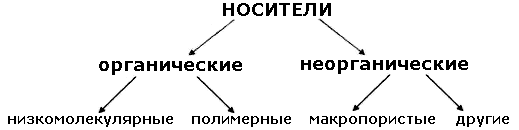 НОСИТЕЛИ
органические неорганические
низкомолекулярные полимерные макропористые другие